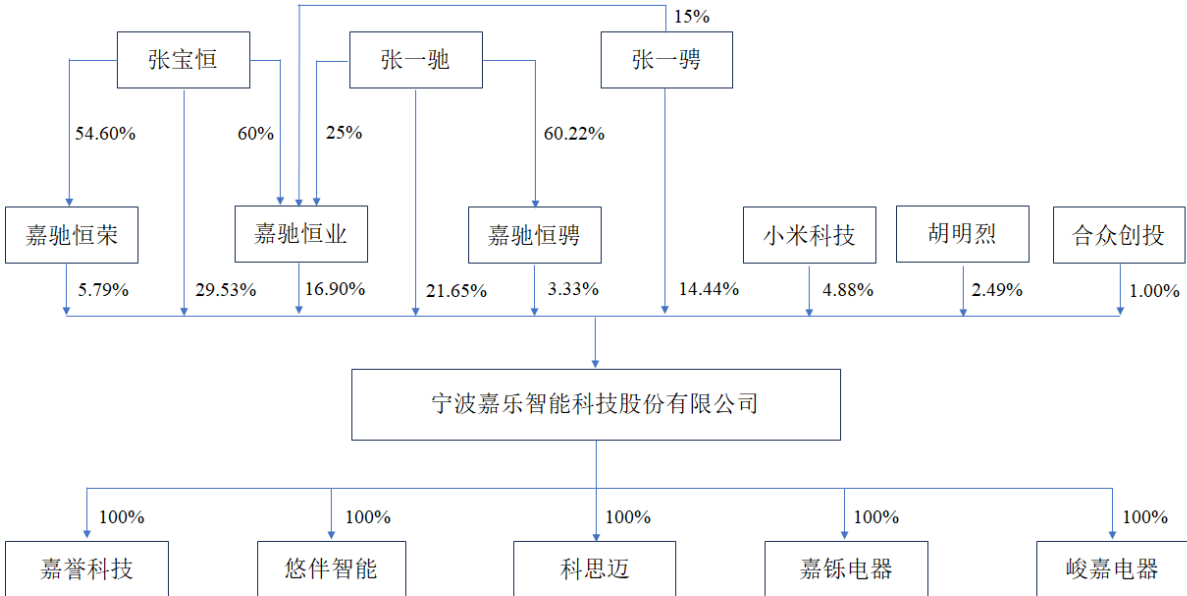 15%
张宝恒
张一驰
张一骋
54.60%
60%
25%
60.22%
嘉驰恒荣
嘉驰恒业
嘉驰恒骋
小米科技
胡明烈
合众创投
5.79%
29.53%
16.90%
21.65%
3.33%
14.44%
4.88%
2.49%
1.00%
宁波嘉乐智能科技股份有限公司
100%
100%
100%
100%
100%
嘉誉科技
悠伴智能
科思迈
嘉铄电器
峻嘉电器